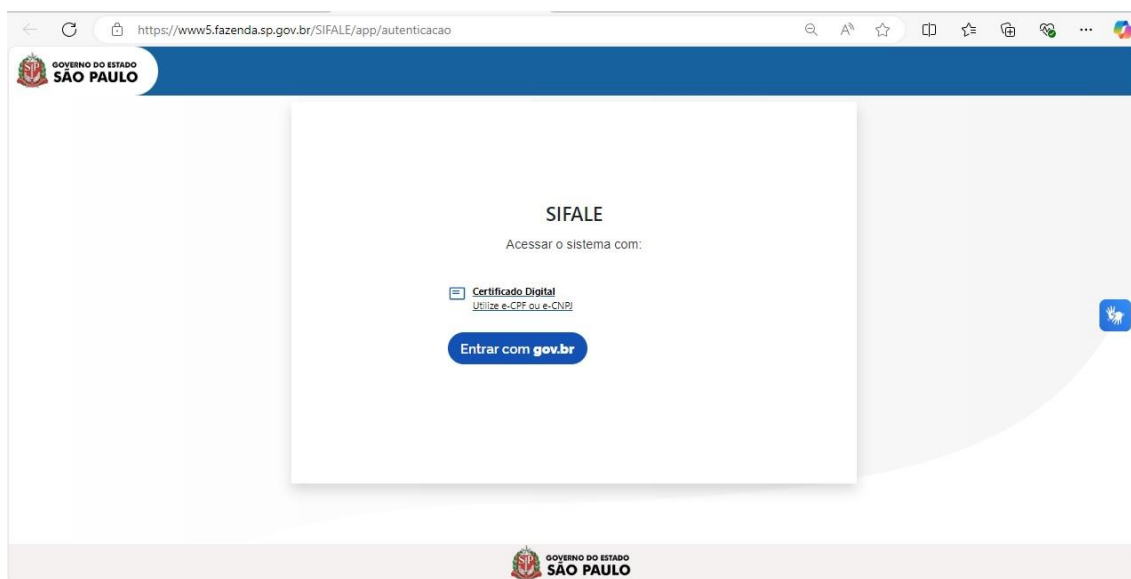 https://www5.fazenda.sp.gov.br/SIFALE/app/autenticacao
GOVERNO DO ESTADO
SÃO PAULO
SIFALE
Acessar o sistema com:
Certificado Digital
Utilize e-CPF ou e-CNPJ
Entrar com gov.br
GOVERNO DO ESTADO
SÃO PAULO